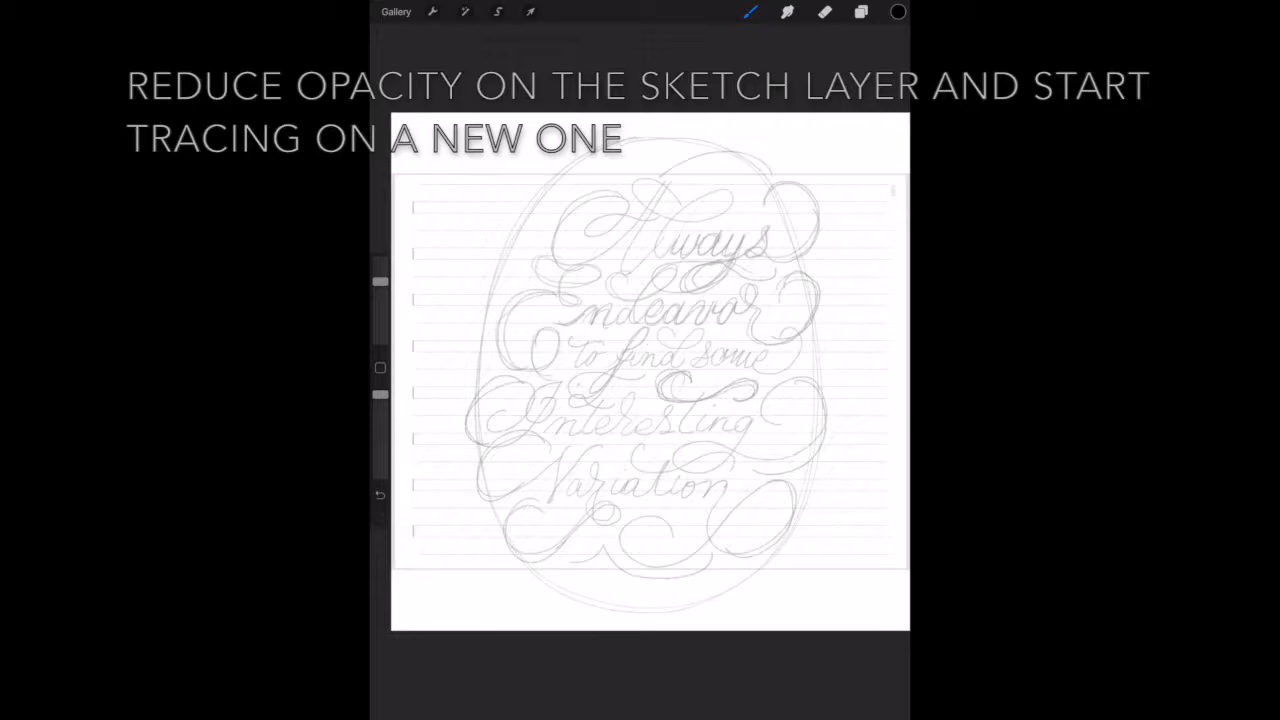 Gallery
REDUCE OPACITY ON THE SKETCH LAYER AND START
TRACING ON A NEW ONE
Always
Endeavor
to find some
Interesting
Variation